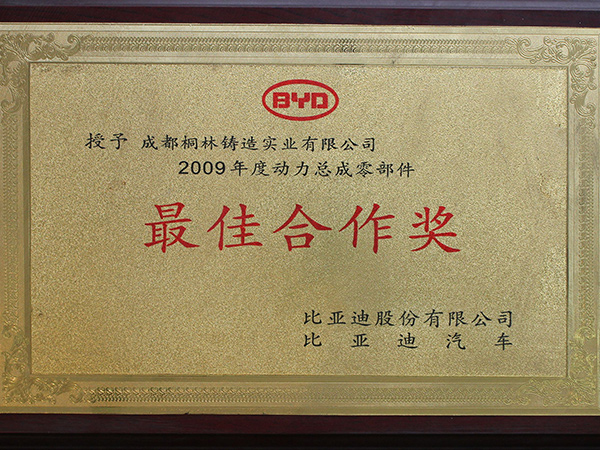 BYD
授予 成都桐林铸造实业有限公司
2009年度动力总成零部件
最佳合作奖
比亚迪股份有限公司
比亚迪汽车